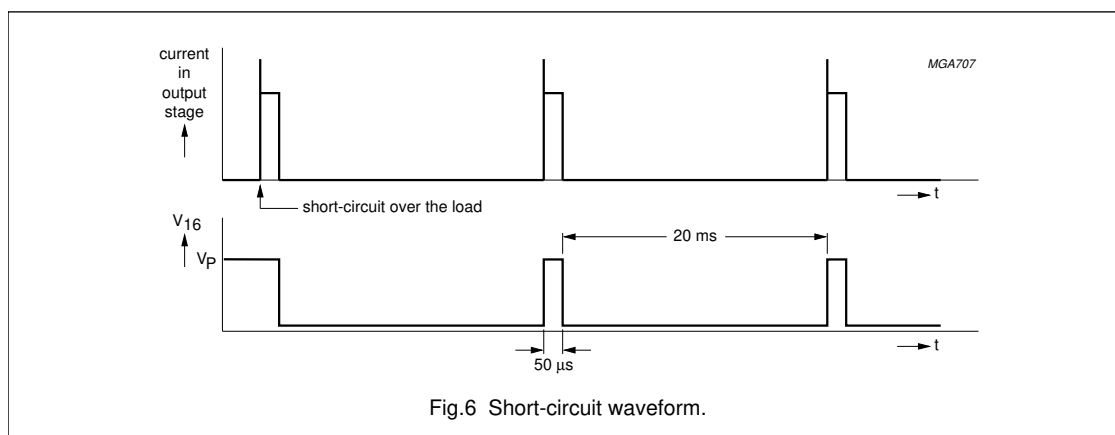 current
in
output
stage
MGA707
t
short-circuit over the load
V16
VP
20 ms
t
50 µs
Fig.6 Short-circuit waveform.